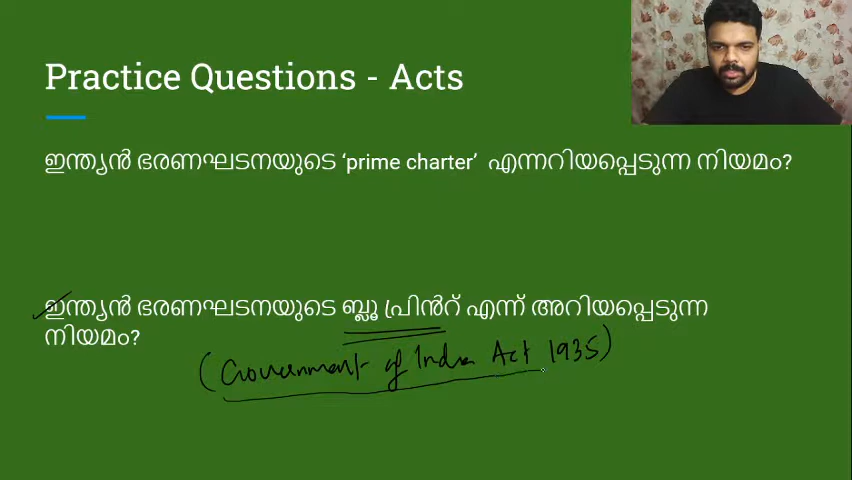 Practice Questions - Acts
ഇന്ത്യൻ ഭരണഘടനയുടെ ‘prime charter’ എന്നറിയപ്പെടുന്ന നിയമം?
ഇന്ത്യൻ ഭരണഘടനയുടെ ബ്ലൂ പ്രിൻറ് എന്ന് അറിയപ്പെടുന്ന
നിയമം?
(Government of India Act 1935)